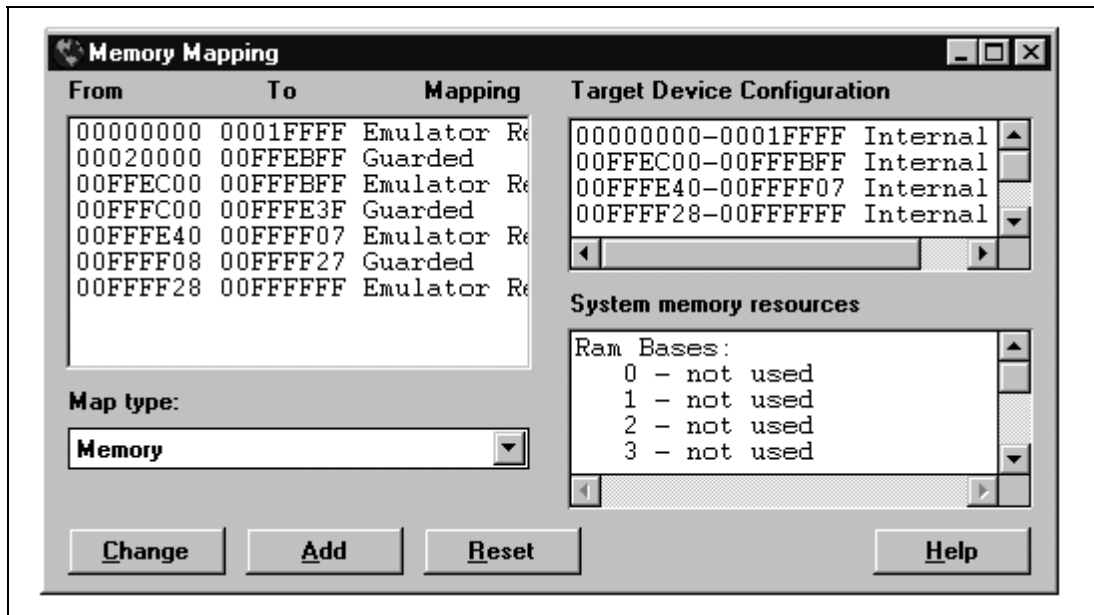 Memory Mapping
From To Mapping
00000000 0001FFFF Emulator Re
00020000 00FFEBFF Guarded
00FFEC00 00FFFBFF Emulator Re
00FFFC00 00FFFE3F Guarded
00FFFE40 00FFFF07 Emulator Re
00FFFF08 00FFFF27 Guarded
00FFFF28 00FFFFFF Emulator Re
Map type:
Memory
Target Device Configuration
00000000-0001FFFF Internal
00FFEC00-00FFFBFF Internal
00FFFE40-00FFFF07 Internal
00FFFF28-00FFFFFF Internal
System memory resources
Ram Bases:
0 - not used
1 - not used
2 - not used
3 - not used
Change Add Reset Help